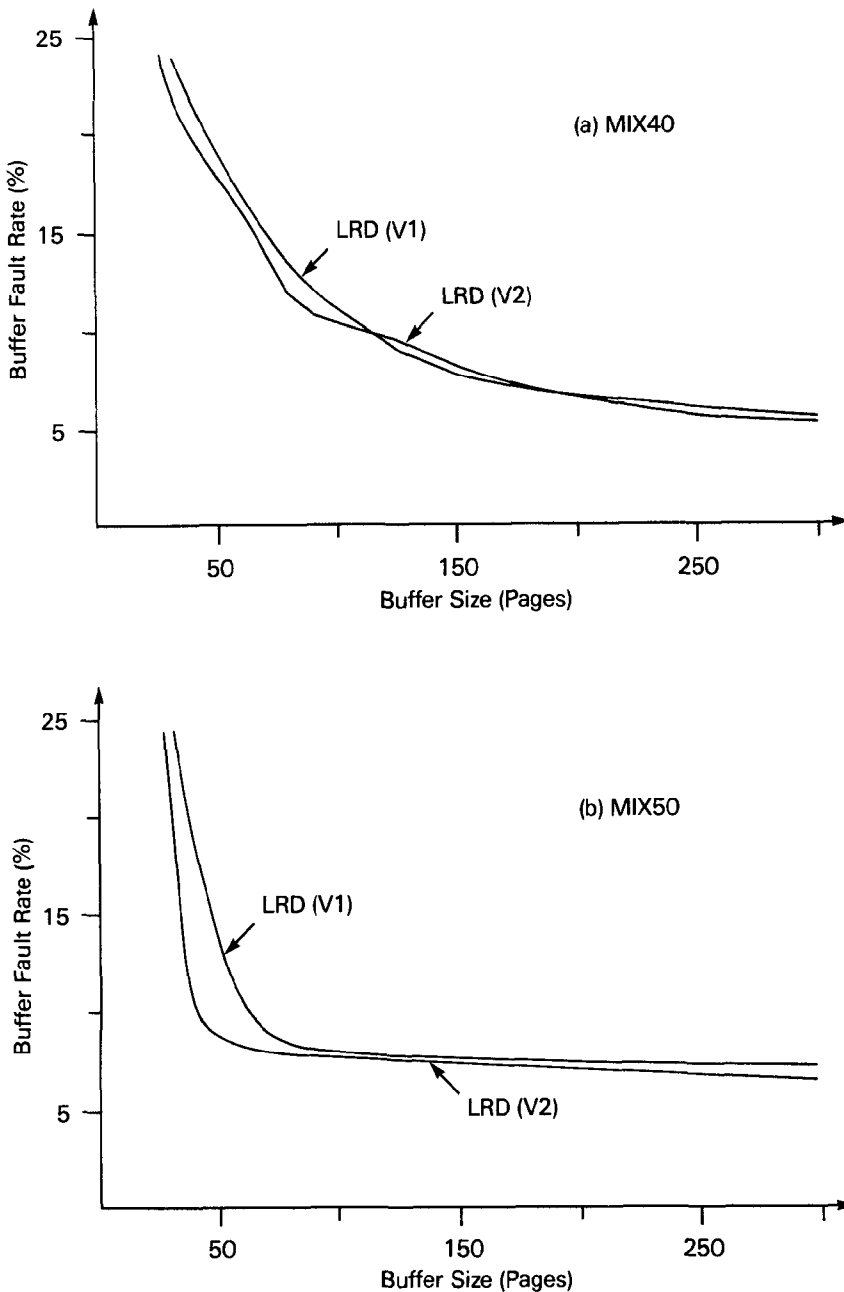 25
(a) MIX40
LRD (V1)
15
LRD (V2)
Buffer Fault Rate (%)
5
50
150
250
Buffer Size (Pages)
25
(b) MIX50
LRD (V1)
15
Buffer Fault Rate (%)
LRD (V2)
5
50
150
250
Buffer Size (Pages)